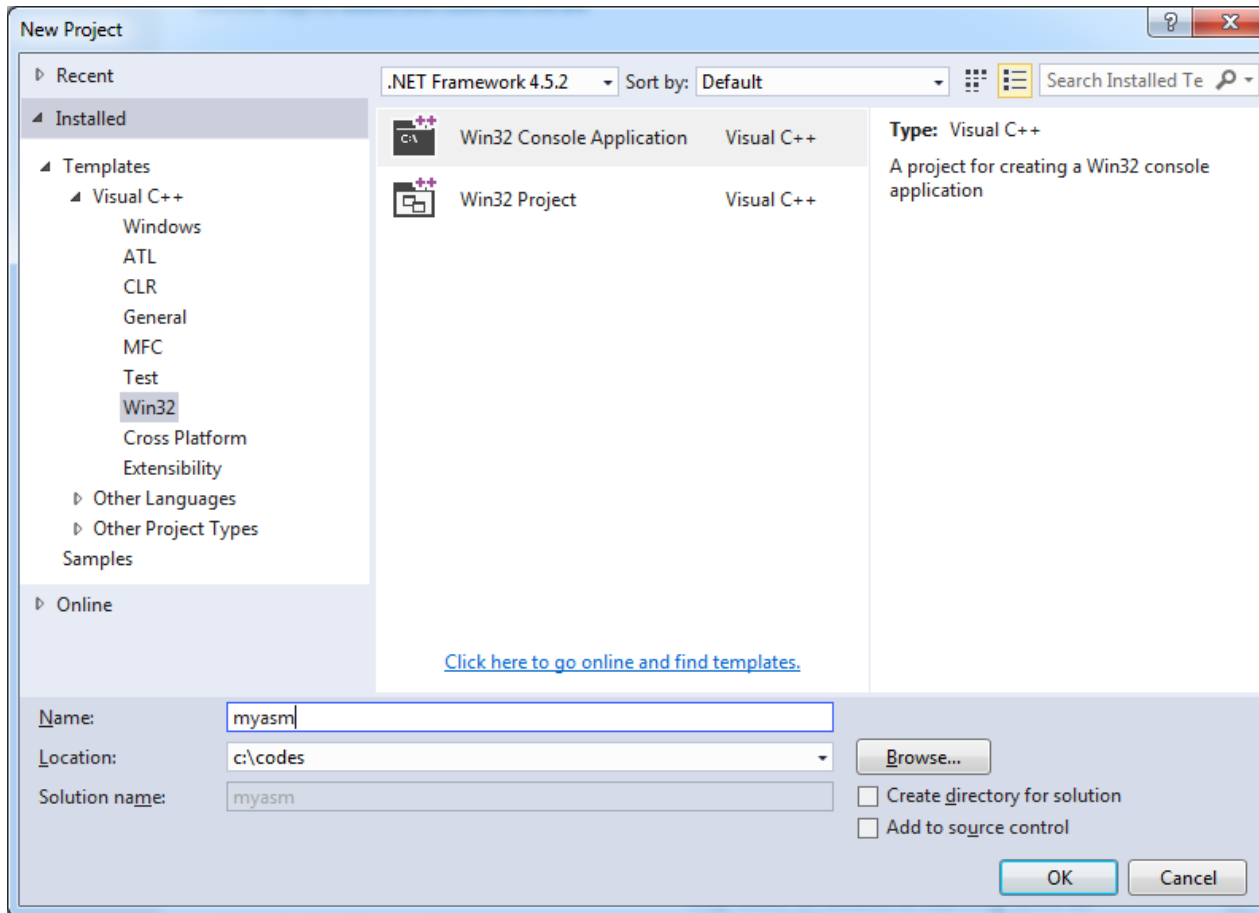 New Project
Recent
.NET Framework 4.5.2 Sort by: Default Search Installed Te
Installed
Templates
Visual C++
Windows
ATL
CLR
General
MFC
Test
Win32
Cross Platform
Extensibility
Other Languages
Other Project Types
Samples
Online
C:\ Win32 Console Application Visual C++
Win32 Project Visual C++
Click here to go online and find templates.
Type: Visual C++
A project for creating a Win32 console
application
Name: myasm
Location: c:\codes Browse...
Solution name: myasm
Create directory for solution
Add to source control
OK Cancel